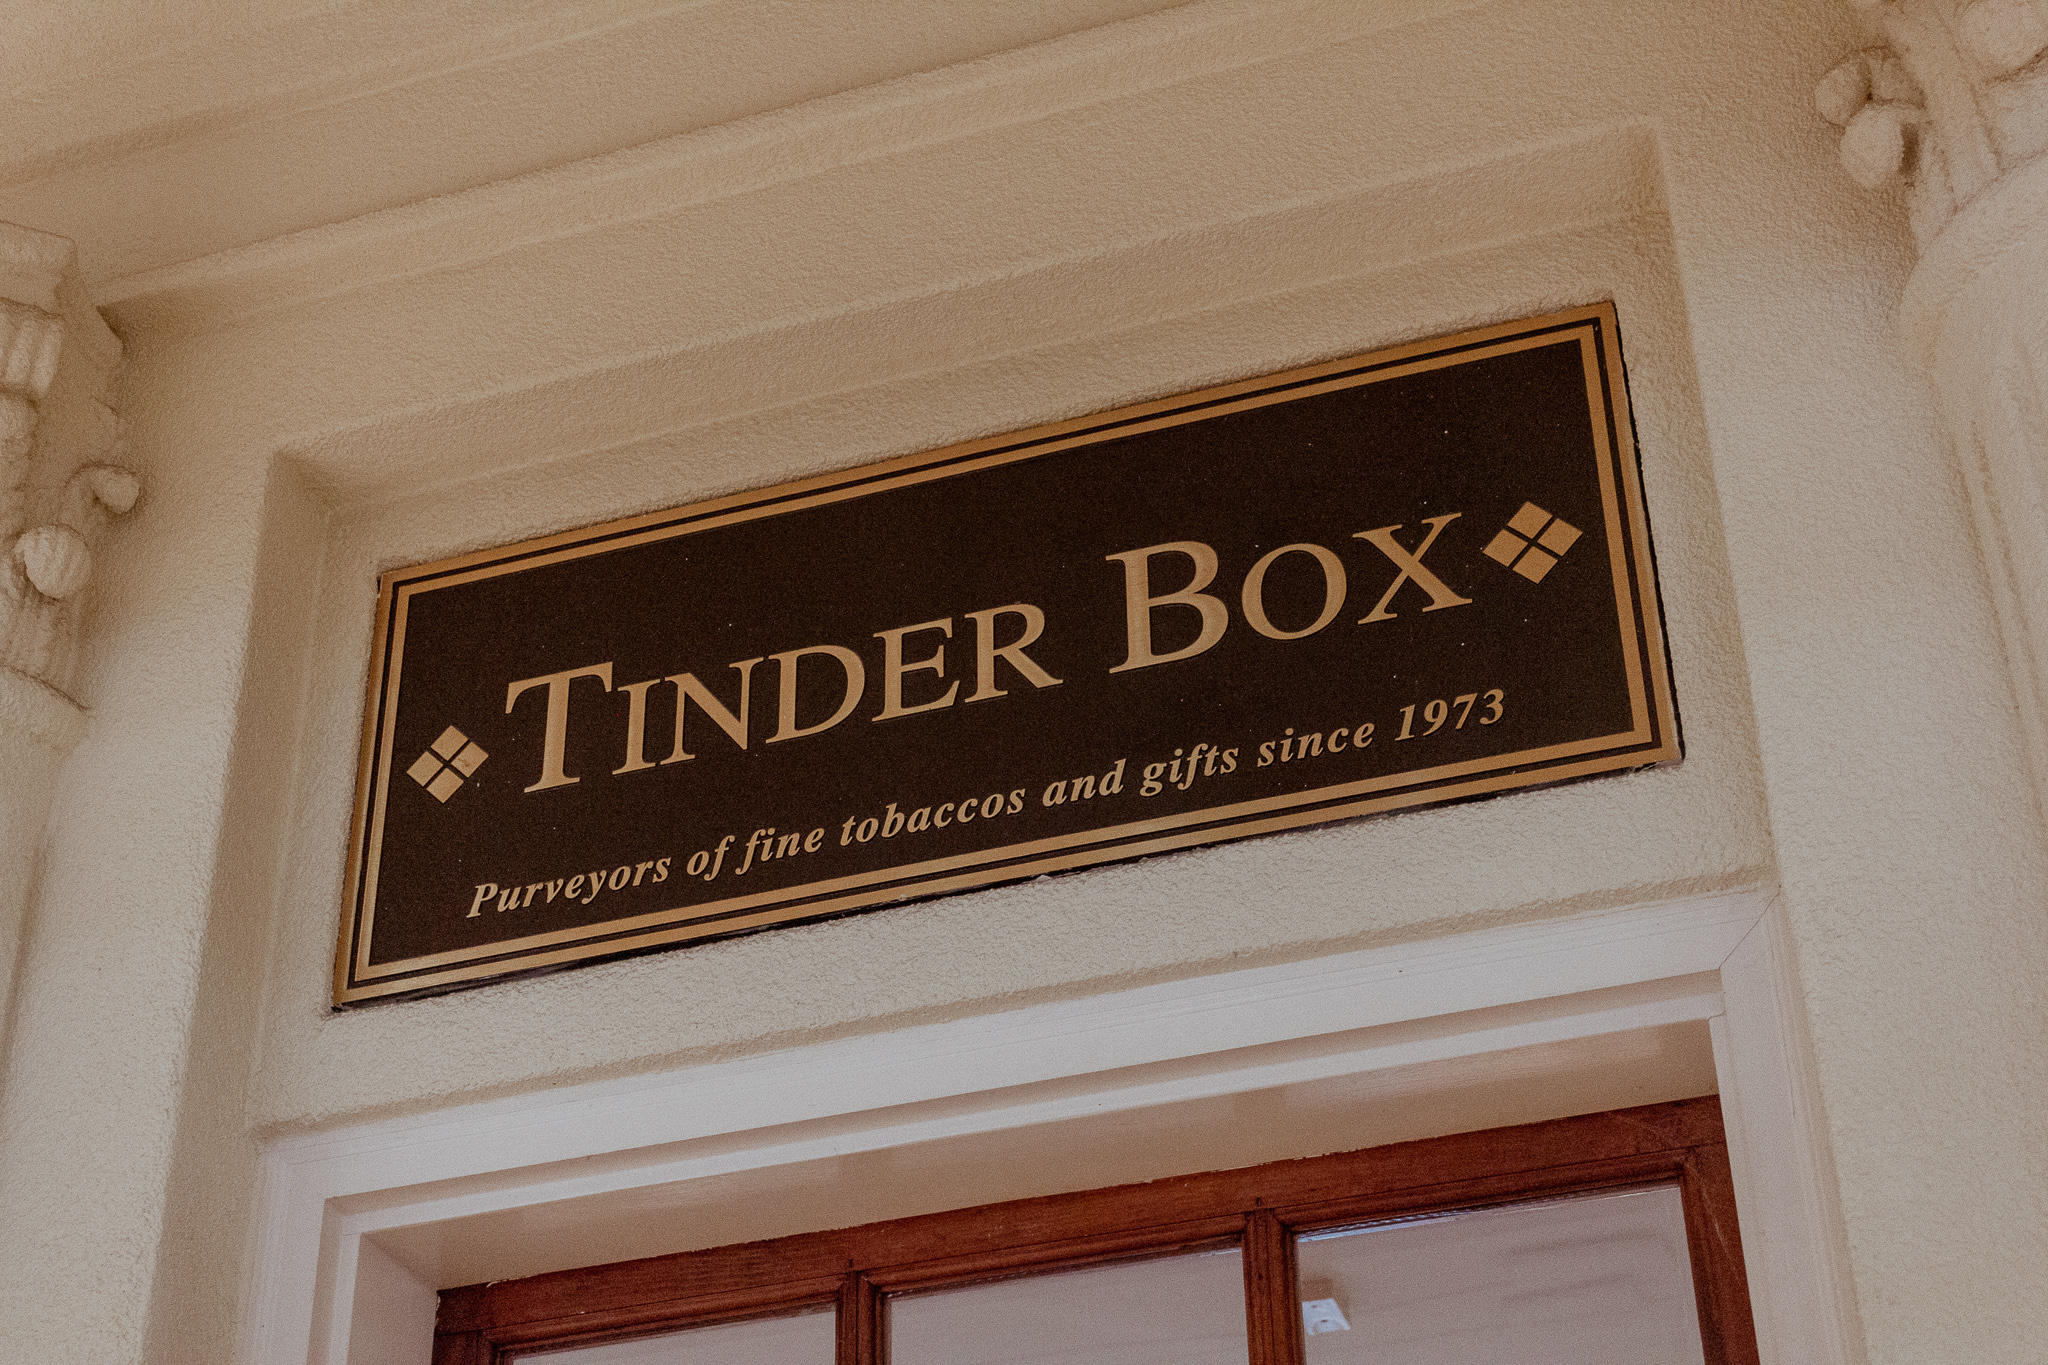 TINDER BOX
Purveyors of fine tobaccos and gifts since 1973